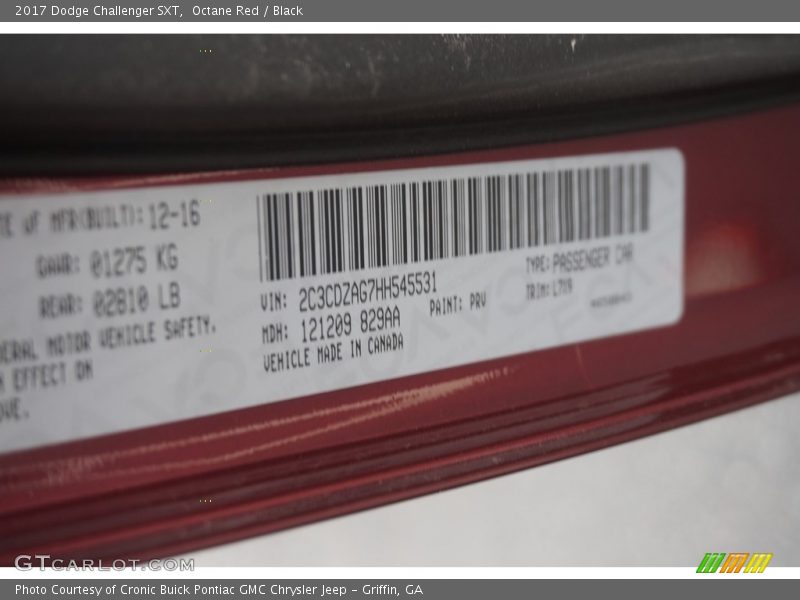 2017 Dodge Challenger SXT,  Octane Red / Black
OF MFR(BUILT): 12-16
GAWR: 01275 KG
REAR: 02810 LB
MOTOR VEHICLE SAFETY.
EFFECT ON
VIN: 2C3CDZAG7HH545531
MDH: 121209 829AA
VEHICLE MADE IN CANADA
PAINT: PRV
TYPE: PASSENGER CAR
TRIM: L7X9
GTCARLOT.COM
Photo Courtesy of Cronic Buick Pontiac GMC Chrysler Jeep – Griffin, GA